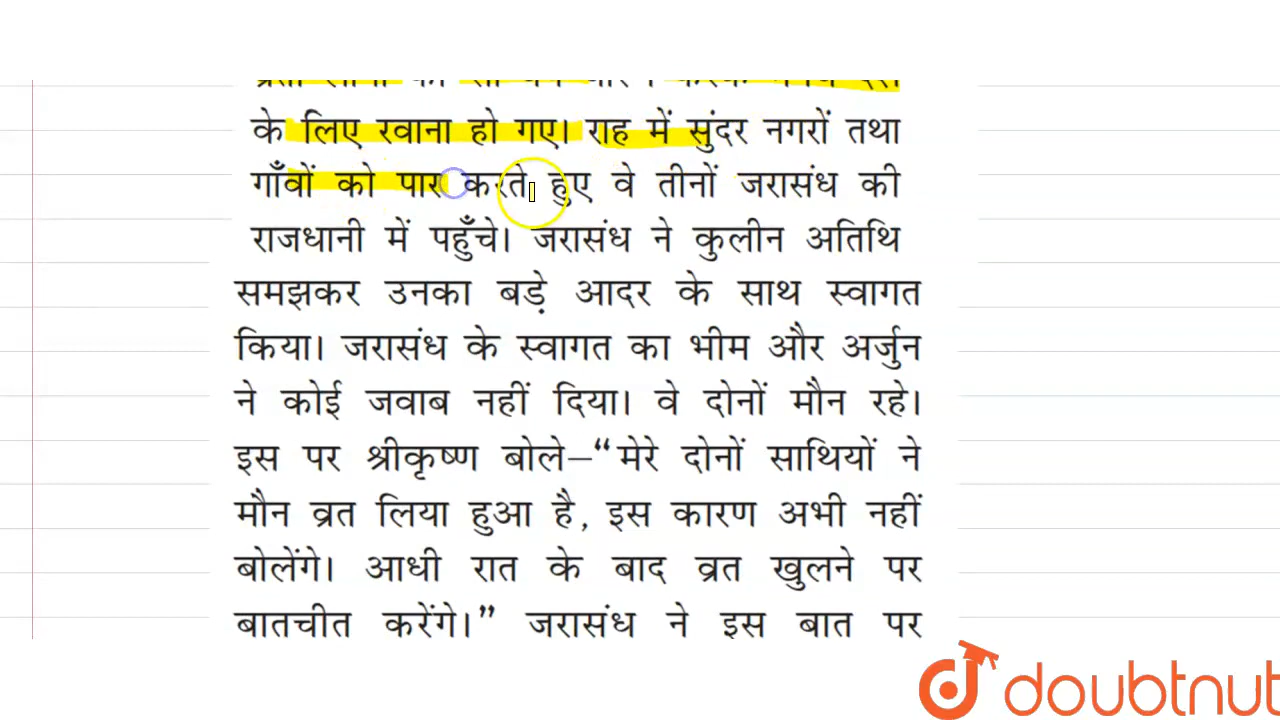 के लिए रवाना हो गए। राह में सुंदर नगरों तथा
गाँवों को पार करते हुए वे तीनों जरासंध की
राजधानी में पहुँचे। जरासंध ने कुलीन अतिथि
समझकर उनका बड़े आदर के साथ स्वागत
किया। जरासंध के स्वागत का भीम और अर्जुन
ने कोई जवाब नहीं दिया। वे दोनों मौन रहे।
इस पर श्रीकृष्ण बोले–“मेरे दोनों साथियों ने
मौन व्रत लिया हुआ है, इस कारण अभी नहीं
बोलेंगे। आधी रात के बाद व्रत खुलने पर
बातचीत करेंगे।” जरासंध ने इस बात पर
doubtnut